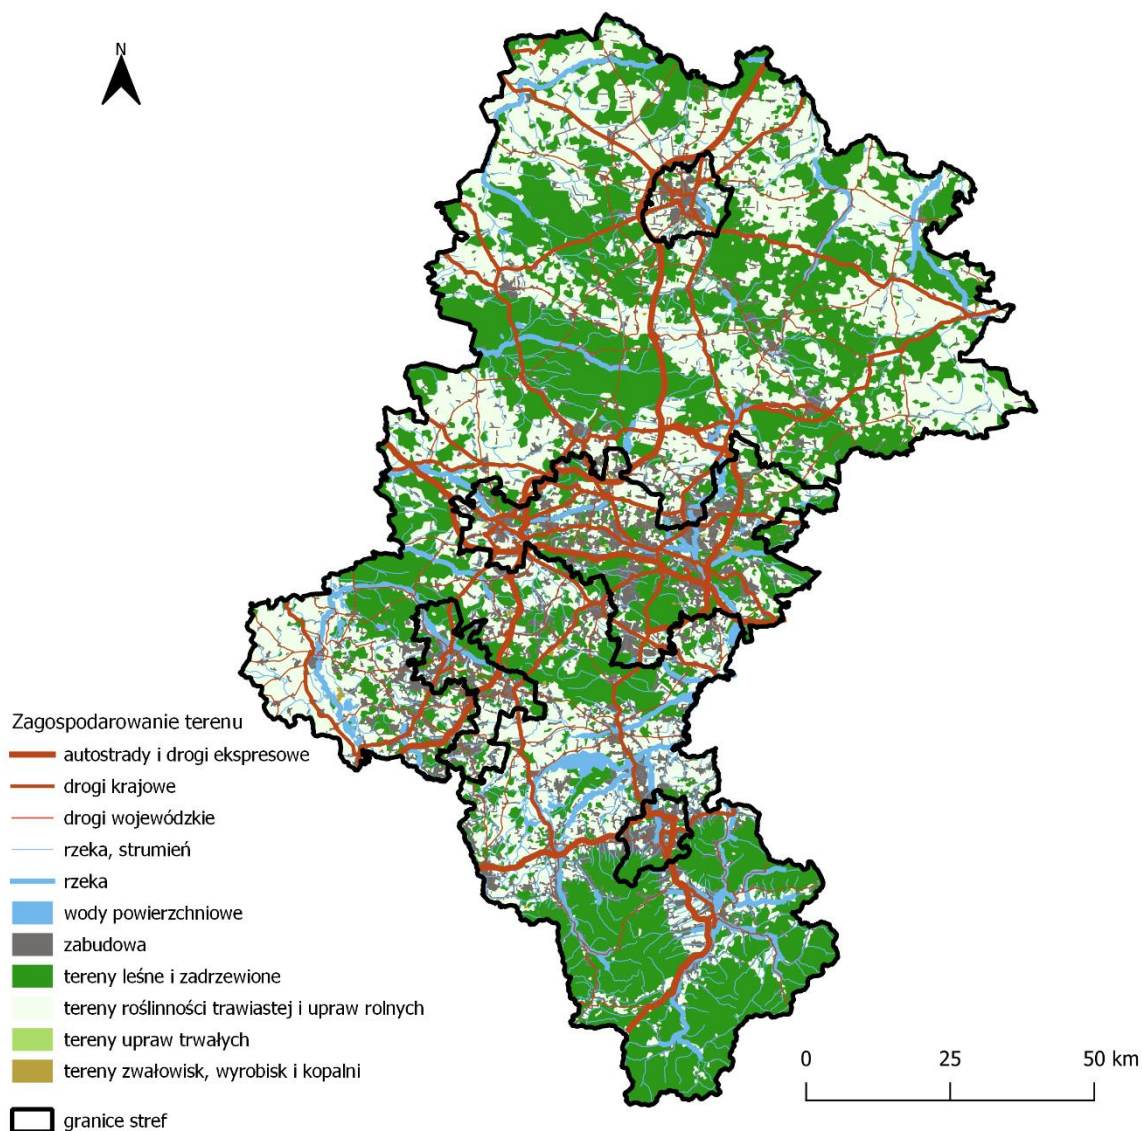 N
Zagospodarowanie terenu
autostrady i drogi ekspresowe
drogi krajowe
drogi wojewódzkie
rzeka, strumień
rzeka
wody powierzchniowe
zabudowa
tereny leśne i zadrzewione
tereny roślinności trawiastej i upraw rolnych
tereny upraw trwałych
tereny zwałowisk, wyrobisk i kopalni
granice stref
0 25 50 km